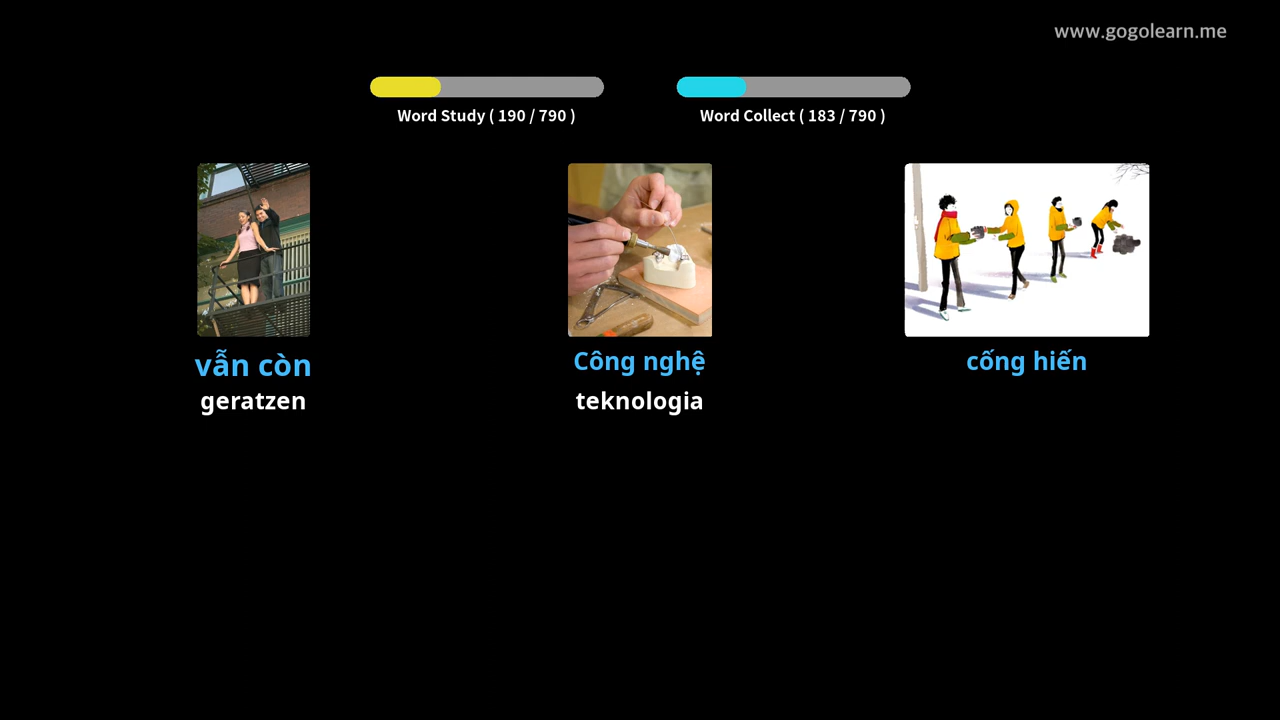 www.gogolearn.me
Word Study ( 190 / 790 )
Word Collect ( 183 / 790 )
vẫn còn
geratzen
Công nghệ
teknologia
cống hiến